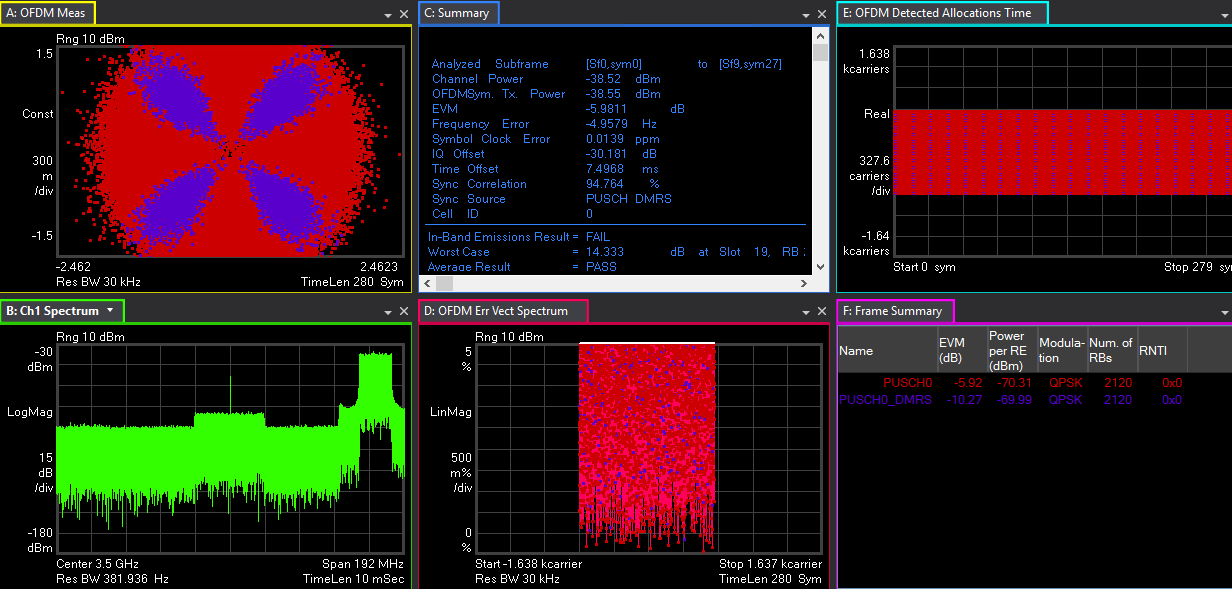 A: OFDM Meas
Rng 10 dBm
1.5
Const
300
m
/div
-1.5
-2.462
2.4623
Res BW 30 kHz
TimeLen 280 Sym
C: Summary
Analyzed Subframe [Sf0,sym0] to [Sf9,sym27]
Channel Power -38.52 dBm
OFDMSym. Tx. Power -38.55 dBm
EVM -5.9811 dB
Frequency Error -4.9579 Hz
Symbol Clock Error 0.0139 ppm
IQ Offset -30.181 dB
Time Offset 7.4968 ms
Sync Correlation 94.764 %
Sync Source PUSCH DMRS
Cell ID 0
In-Band Emissions Result = FAIL
Worst Case = 14.333 dB at Slot 19, RB
Average Result = PASS
E: OFDM Detected Allocations Time
1.638
kcarriers
Real
327.6
carriers
/div
-1.64
kcarriers
Start 0 sym
Stop 279 sy
B: Ch1 Spectrum
Rng 10 dBm
-30
dBm
LogMag
15
dB
/div
-180
dBm
Center 3.5 GHz
Span 192 MHz
Res BW 381.936 Hz
TimeLen 10 mSec
D: OFDM Err Vect Spectrum
Rng 10 dBm
5
%
LinMag
500
m%
/div
0
%
Start -1.638 kcarrier
Stop 1.637 kcarrier
Res BW 30 kHz
TimeLen 280 Sym
F: Frame Summary
Name EVM (dB) Power per RE (dBm) Modula-tion Num. of RBs RNTI
PUSCH0 -5.92 -70.31 QPSK 2120 0x0
PUSCH0_DMRS -10.27 -69.99 QPSK 2120 0x0